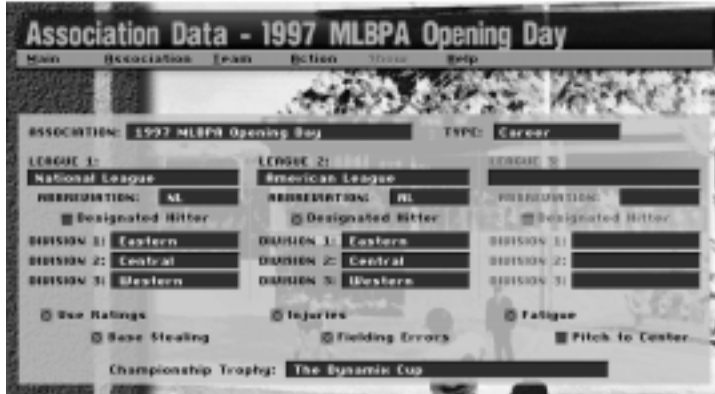 Association Data - 1997 MLBPA Opening Day
Main Association Team Action Show Help
ASSOCIATION: 1997 MLBPA Opening Day TYPE: Career
LEAGUE 1: LEAGUE 2: LEAGUE 3:
National League American League
ABBREVIATION: NL ABBREVIATION: AL ABBREVIATION:
Designated Hitter Designated Hitter Designated Hitter
DIVISION 1: Eastern DIVISION 1: Eastern DIVISION 1:
DIVISION 2: Central DIVISION 2: Central DIVISION 2:
DIVISION 3: Western DIVISION 3: Western DIVISION 3:
Use Ratings Injuries Fatigue
Base Stealing Fielding Errors Pitch to Center
Championship Trophy: The Dynamix Cup